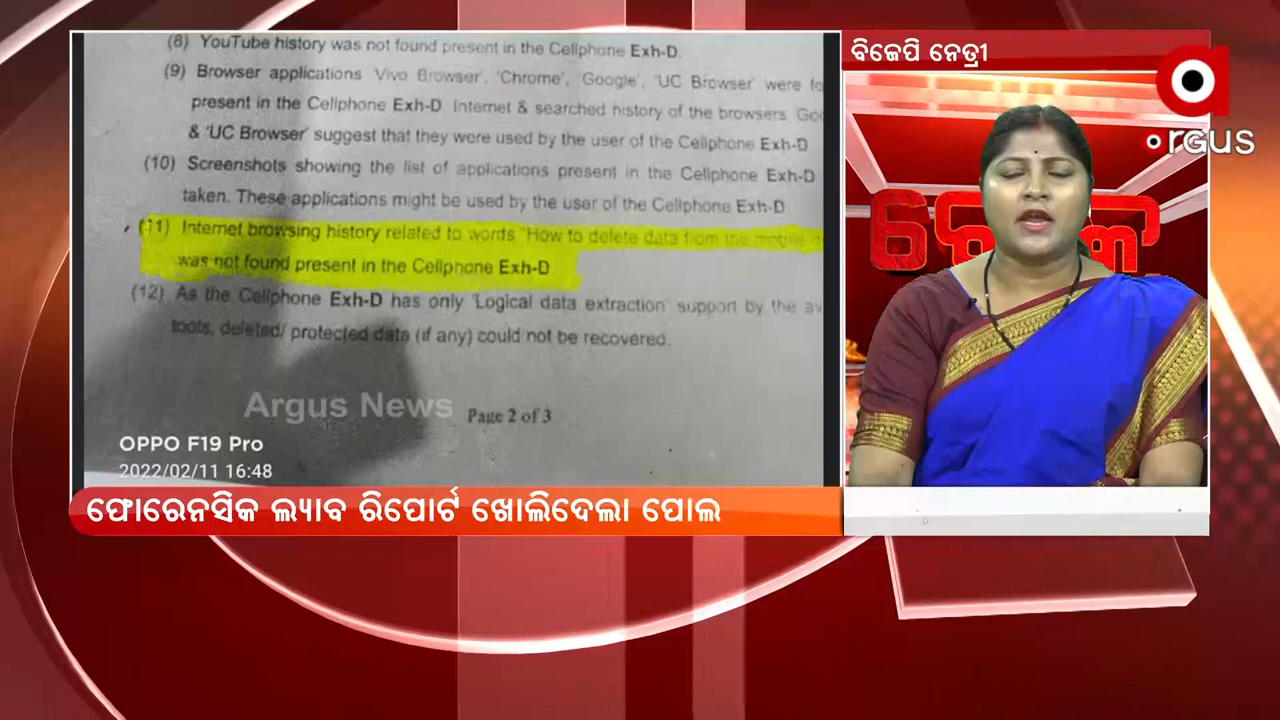 (8) YouTube history was not found present in the Cellphone Exh-D.
(9) Browser applications 'Vivo Browser', 'Chrome', 'Google', 'UC Browser' were
present in the Cellphone Exh-D. Internet & searched history of the browsers
& 'UC Browser' suggest that they were used by the user of the Cellphone Exh-D
(10) Screenshots showing the list of applications present in the Cellphone Exh-D
taken. These applications might be used by the user of the Cellphone Exh-D
(11) Internet browsing history related to words "How to delete data from the mobile
was not found present in the Cellphone Exh-D
(12) As the Cellphone Exh-D has only 'Logical data extraction' support by the
tools, deleted/ protected data (if any) could not be recovered.
Argus News
Page 2 of 3
OPPO F19 Pro
2022/02/11 16:48
ଫୋରେନସିକ ଲ୍ୟାବ ରିପୋର୍ଟ ଖୋଲିଦେଲା ପୋଲ
ବିଜେପି ନେତ୍ରୀ
argus